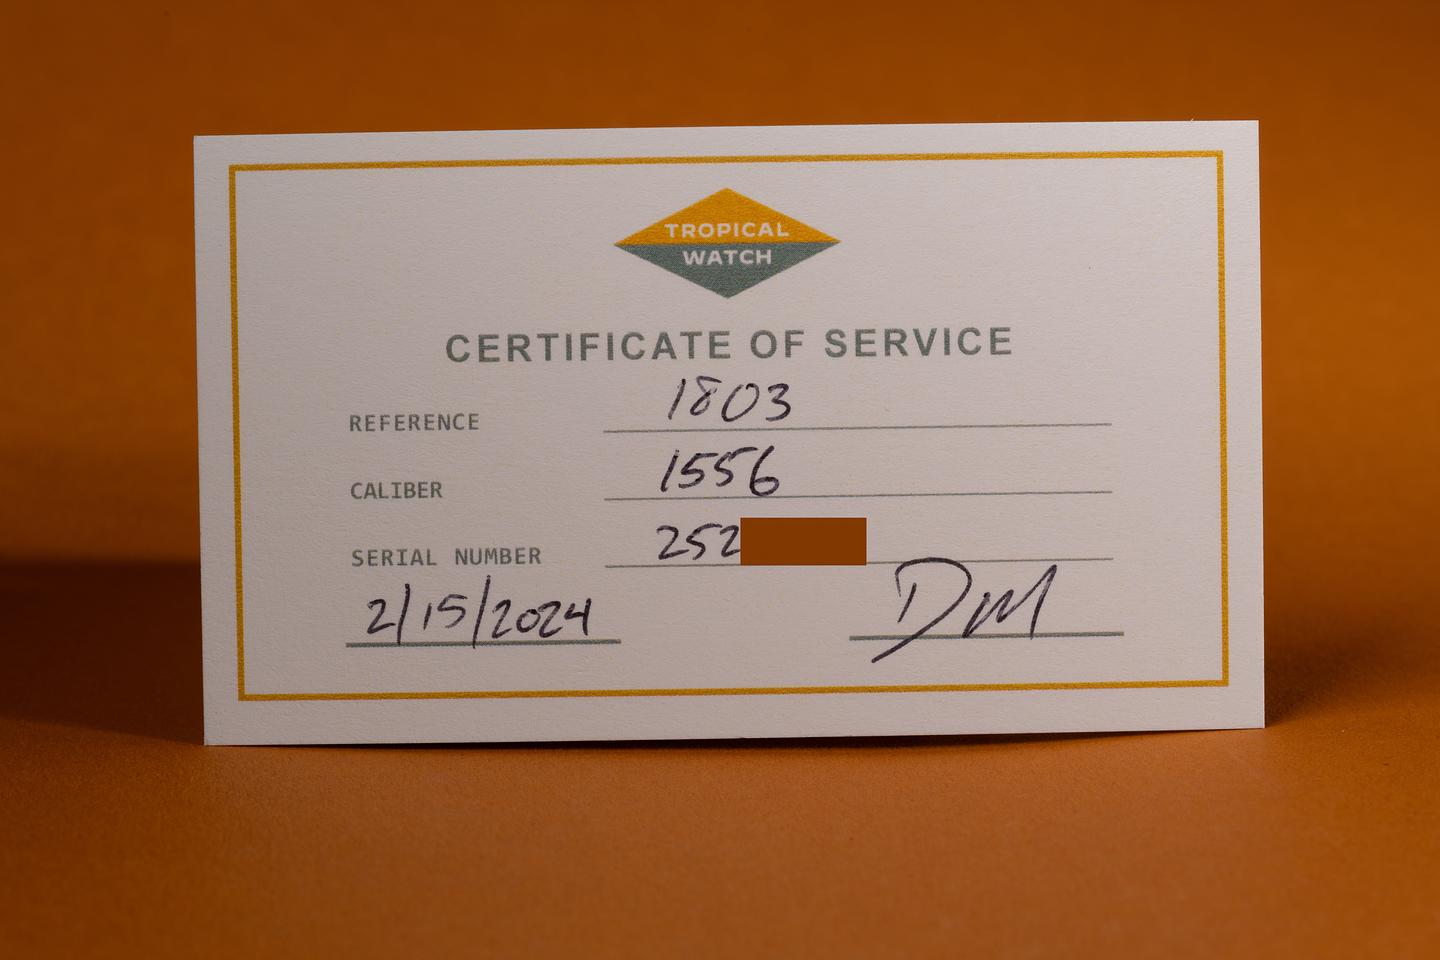 TROPICAL
WATCH
CERTIFICATE OF SERVICE
REFERENCE 1803
CALIBER 1556
SERIAL NUMBER 252
2/15/2024 DM